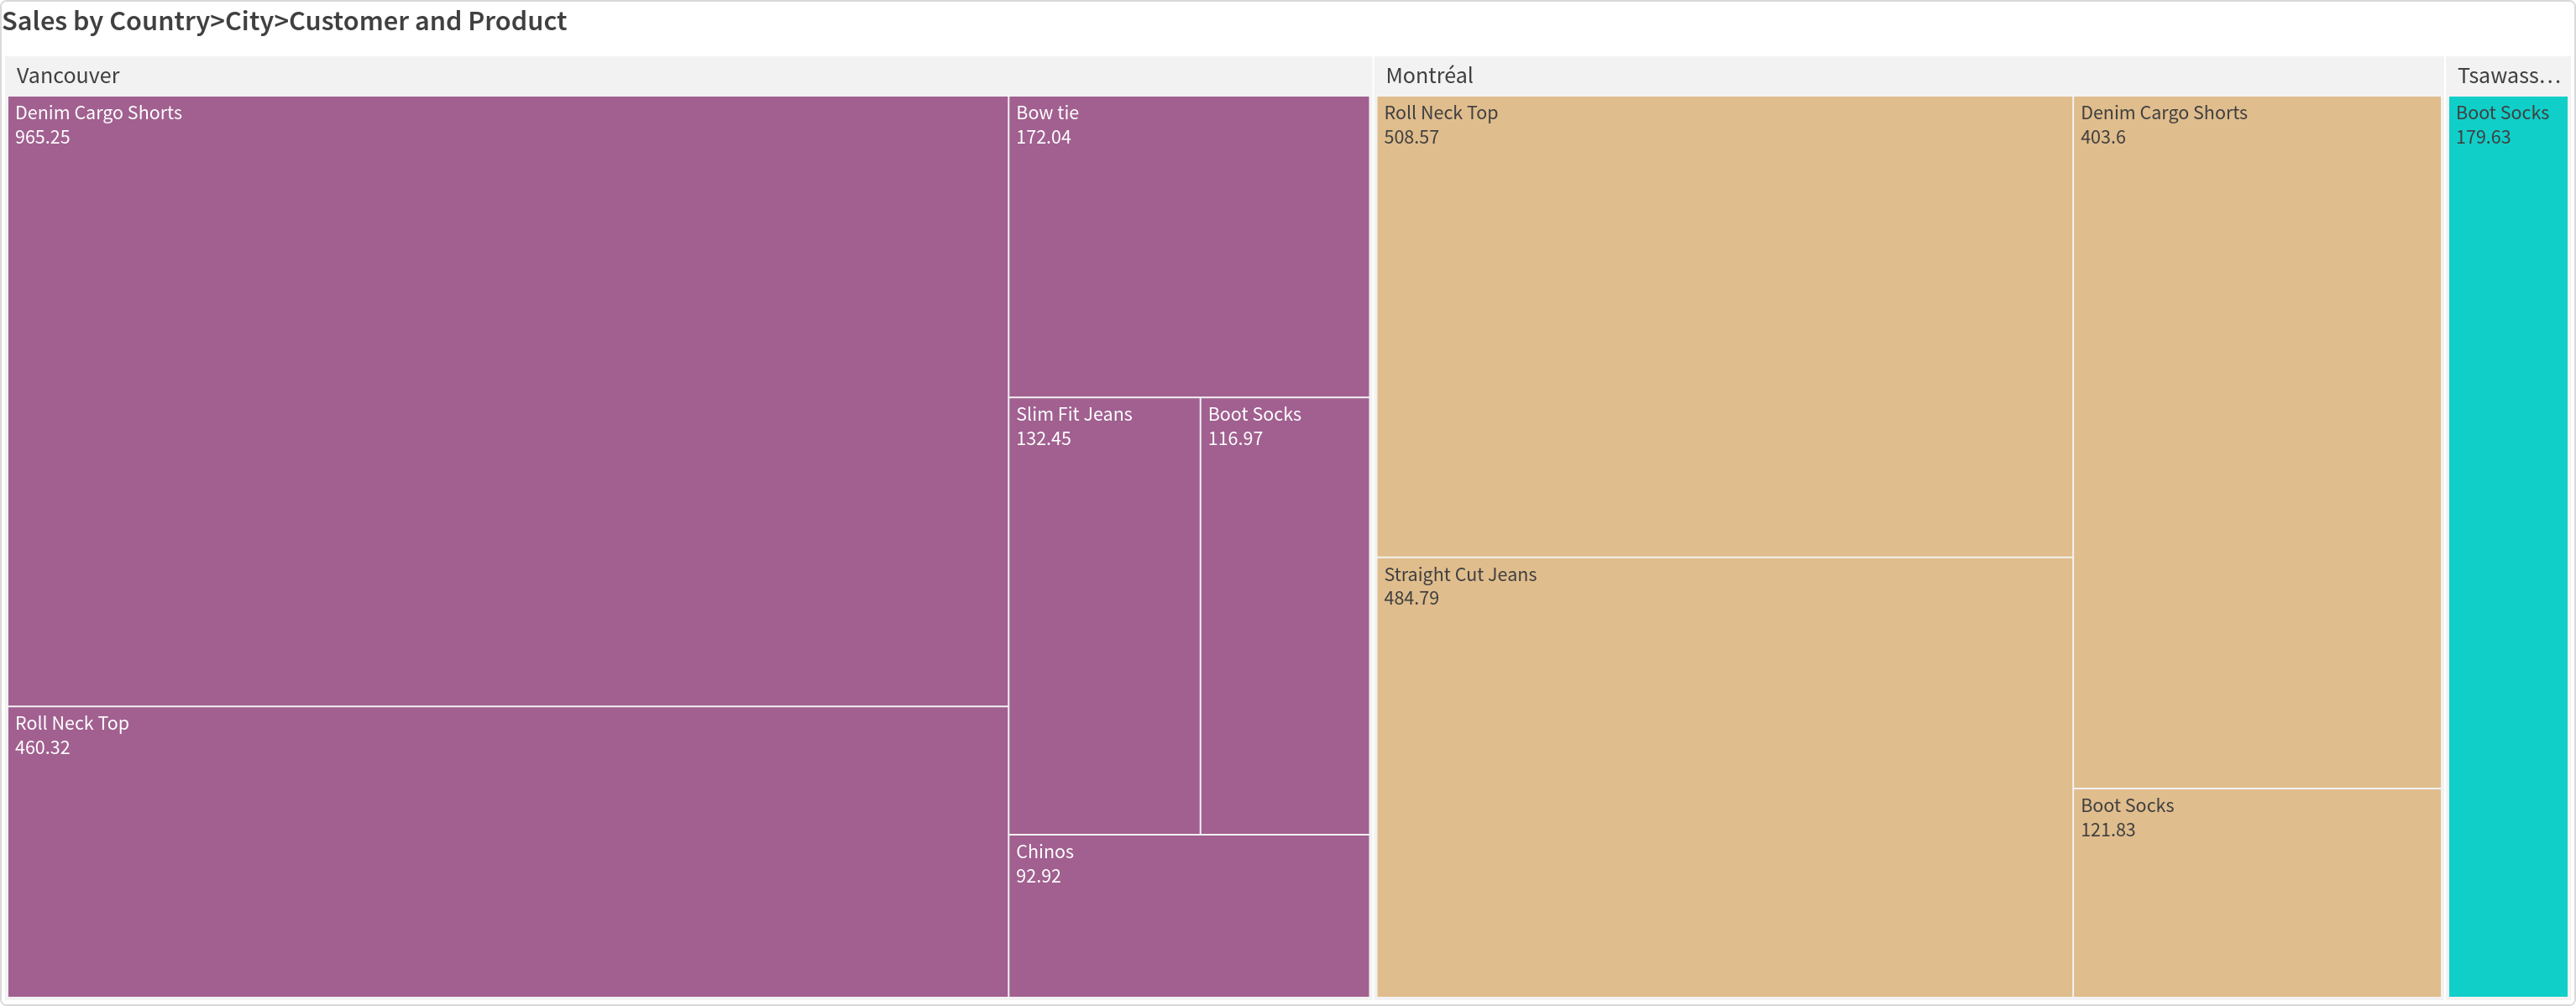 Sales by Country>City>Customer and Product
Vancouver
Denim Cargo Shorts
965.25
Roll Neck Top
460.32
Bow tie
172.04
Slim Fit Jeans
132.45
Boot Socks
116.97
Chinos
92.92
Montréal
Roll Neck Top
508.57
Straight Cut Jeans
484.79
Denim Cargo Shorts
403.6
Boot Socks
121.83
Tsawass…
Boot Socks
179.63